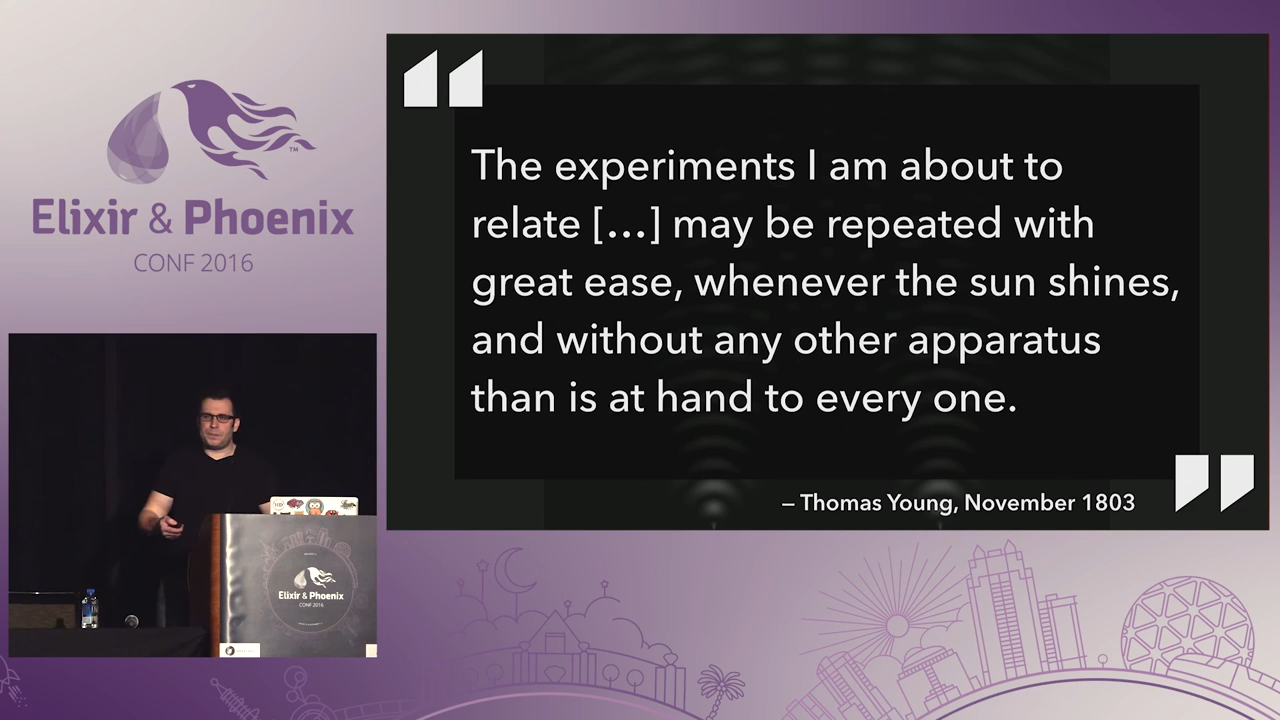 TM
Elixir & Phoenix
CONF 2016
“
The experiments I am about to
relate […] may be repeated with
great ease, whenever the sun shines,
and without any other apparatus
than is at hand to every one.
”
– Thomas Young, November 1803
Elixir & Phoenix
CONF 2016